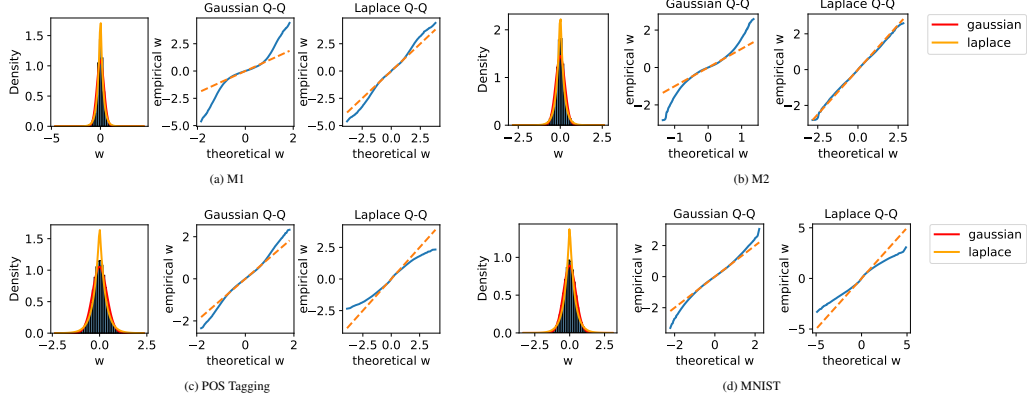 Gaussian Q-Q
Laplace Q-Q
Density
empirical w
empirical w
1.5
1.0
0.5
0.0
2.5
0.0
−2.5
−5.0
2.5
0.0
−2.5
−5.0
−5
0
−2
0
2
−2.5
0.0
2.5
w
theoretical w
theoretical w
(a) M1
Gaussian Q-Q
Laplace Q-Q
gaussian
laplace
Density
empirical w
empirical w
2
1
0
2
0
−2
2
0
−2
−2.5
0.0
2.5
−1
0
1
−2.5
0.0
2.5
w
theoretical w
theoretical w
(b) M2
Gaussian Q-Q
Laplace Q-Q
Density
empirical w
empirical w
1.5
1.0
0.5
0.0
2
0
−2
2.5
0.0
−2.5
−2.5
0.0
2.5
−2
0
2
−2.5
0.0
2.5
w
theoretical w
theoretical w
(c) POS Tagging
Gaussian Q-Q
Laplace Q-Q
gaussian
laplace
Density
empirical w
empirical w
1.0
0.5
0.0
2
0
−2
5
0
−5
−2.5
0.0
2.5
−2
0
2
−5
0
5
w
theoretical w
theoretical w
(d) MNIST